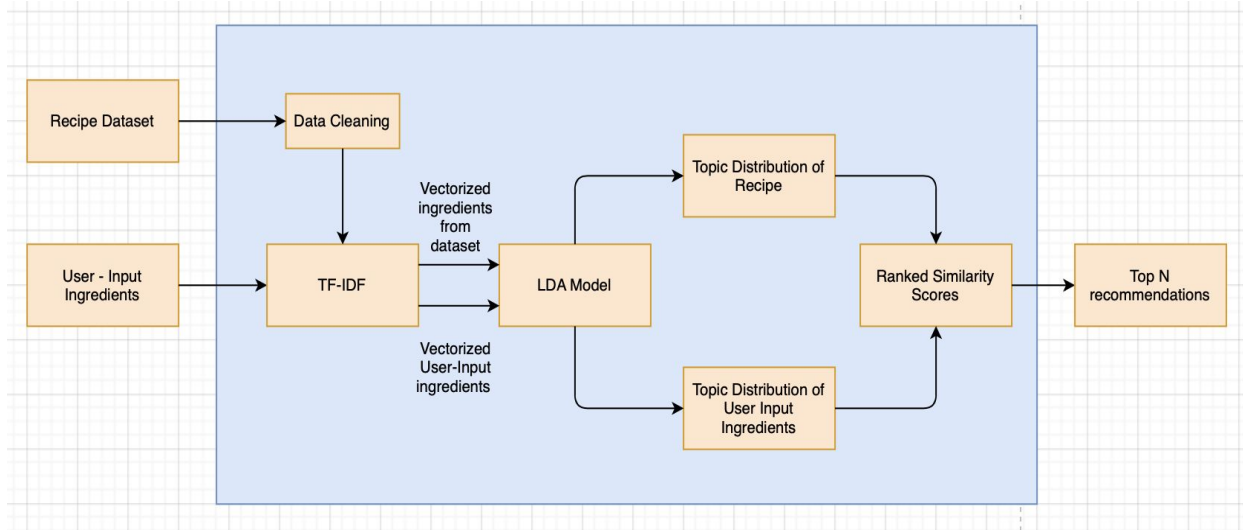 Recipe Dataset
Data Cleaning
Vectorized
ingredients
from
dataset
Topic Distribution of
Recipe
User - Input
Ingredients
TF-IDF
LDA Model
Ranked Similarity
Scores
Top N
recommendations
Vectorized
User-Input
ingredients
Topic Distribution of
User Input
Ingredients